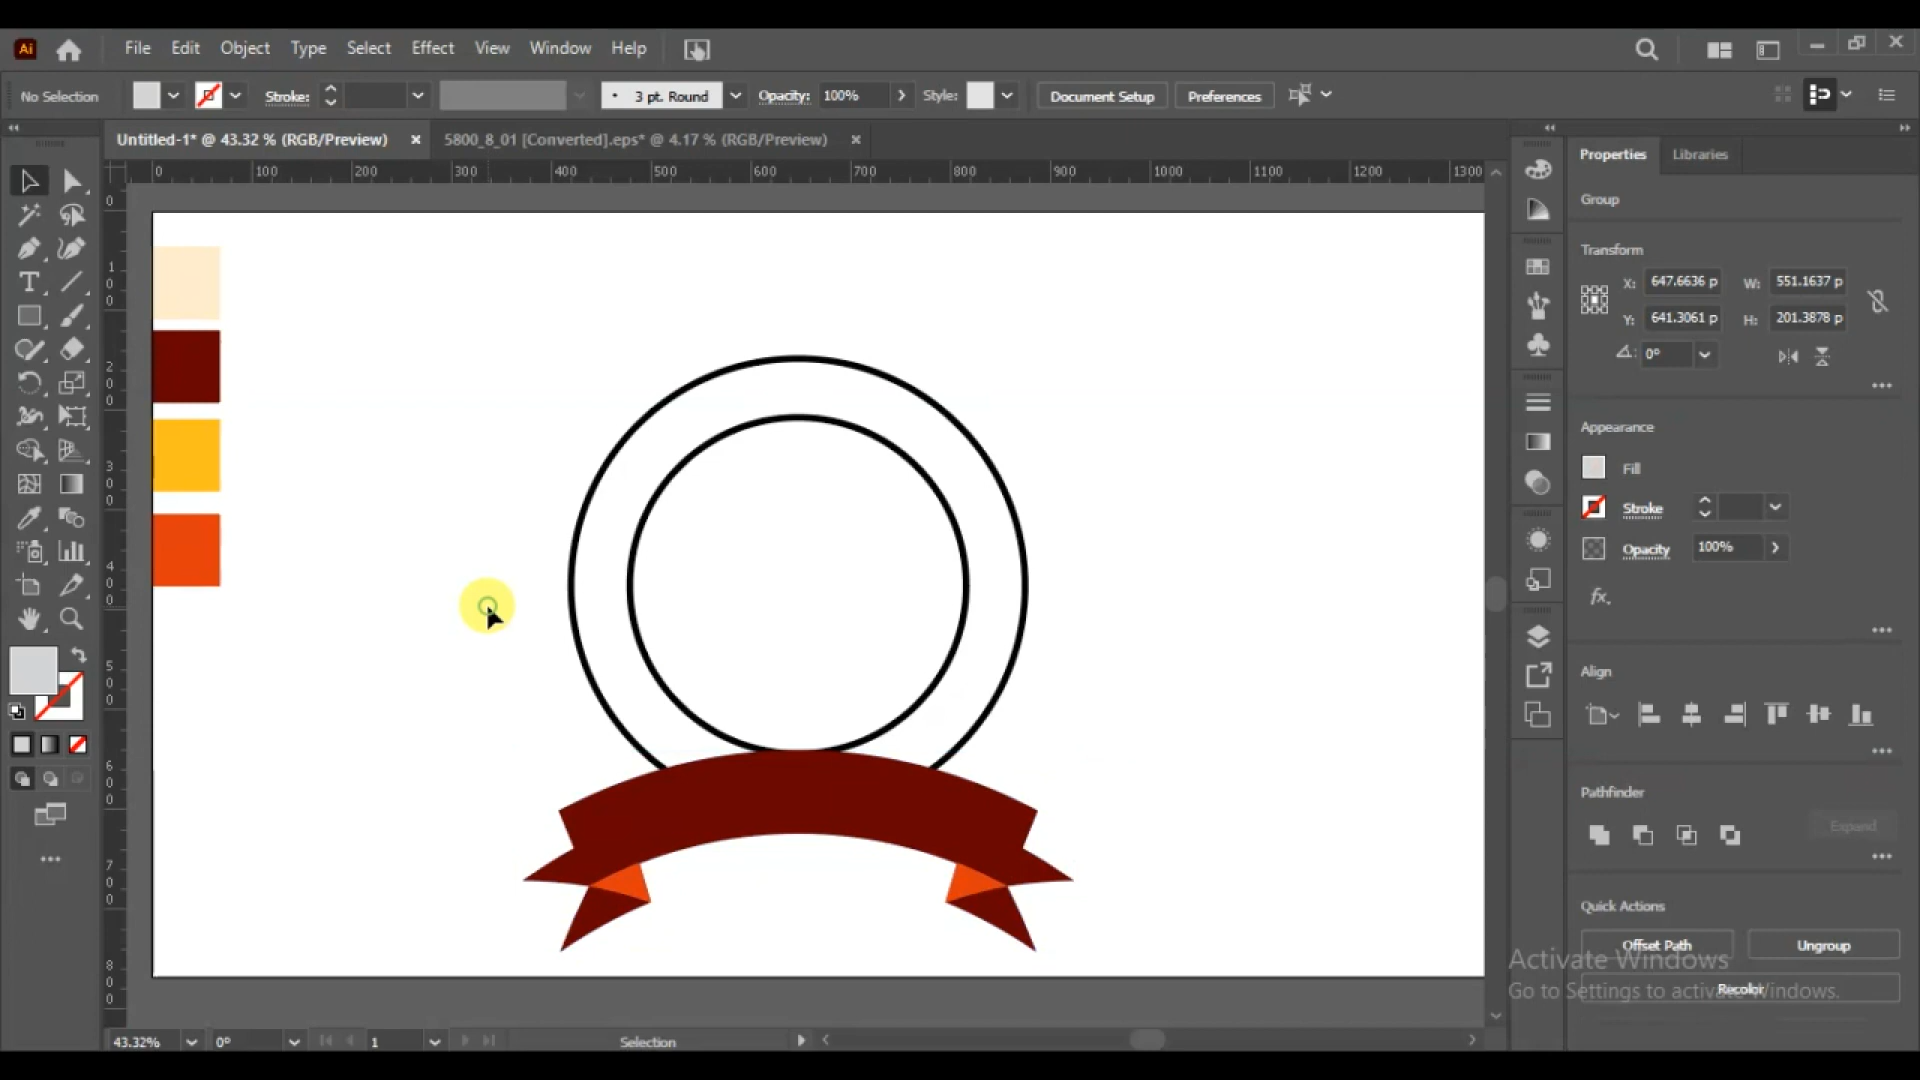 Ai File Edit Object Type Select Effect View Window Help
No Selection Stroke: 3 pt. Round Opacity: 100% Style: Document Setup Preferences
Untitled-1* @ 43.32 % (RGB/Preview) × 5800_8_01 [Converted].eps* @ 4.17 % (RGB/Preview) ×
Properties Libraries
0 100 200 300 400 500 600 700 800 900 1000 1100 1200 1300
0
100
200
300
400
500
600
700
800
Group
Transform
X: 647.6636 p W: 551.1637 p
Y: 641.3061 p H: 201.3878 p
0°
Appearance
Fill
Stroke
Opacity 100%
fx.
Align
Pathfinder
Expand
Quick Actions
Offset Path Ungroup
Recolor
Activate Windows
Go to Settings to activate Windows.
43.32% 0° 1 Selection